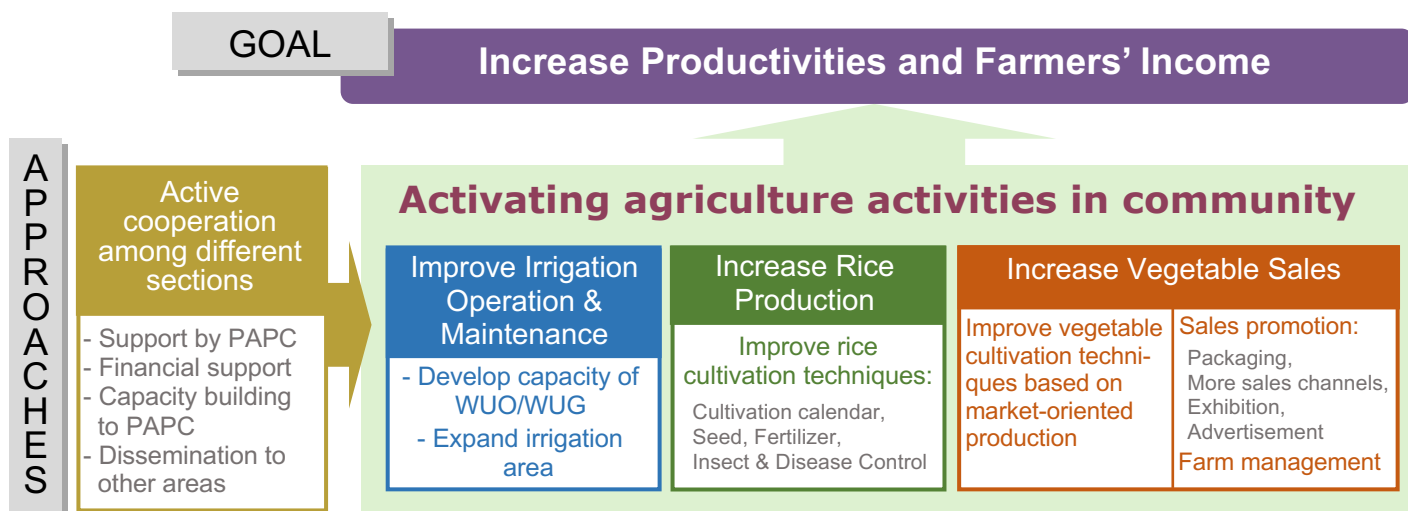 GOAL
Increase Productivities and Farmers' Income
APPROACHES
Active
cooperation
among different
sections
- Support by PAPC
- Financial support
- Capacity building
to PAPC
- Dissemination to
other areas
Activating agriculture activities in community
Improve Irrigation
Operation &
Maintenance
- Develop capacity of
WUO/WUG
- Expand irrigation
area
Increase Rice
Production
Improve rice
cultivation techniques:
Cultivation calendar,
Seed, Fertilizer,
Insect & Disease Control
Increase Vegetable Sales
Improve vegetable
cultivation techni-
ques based on
market-oriented
production
Sales promotion:
Packaging,
More sales channels,
Exhibition,
Advertisement
Farm management